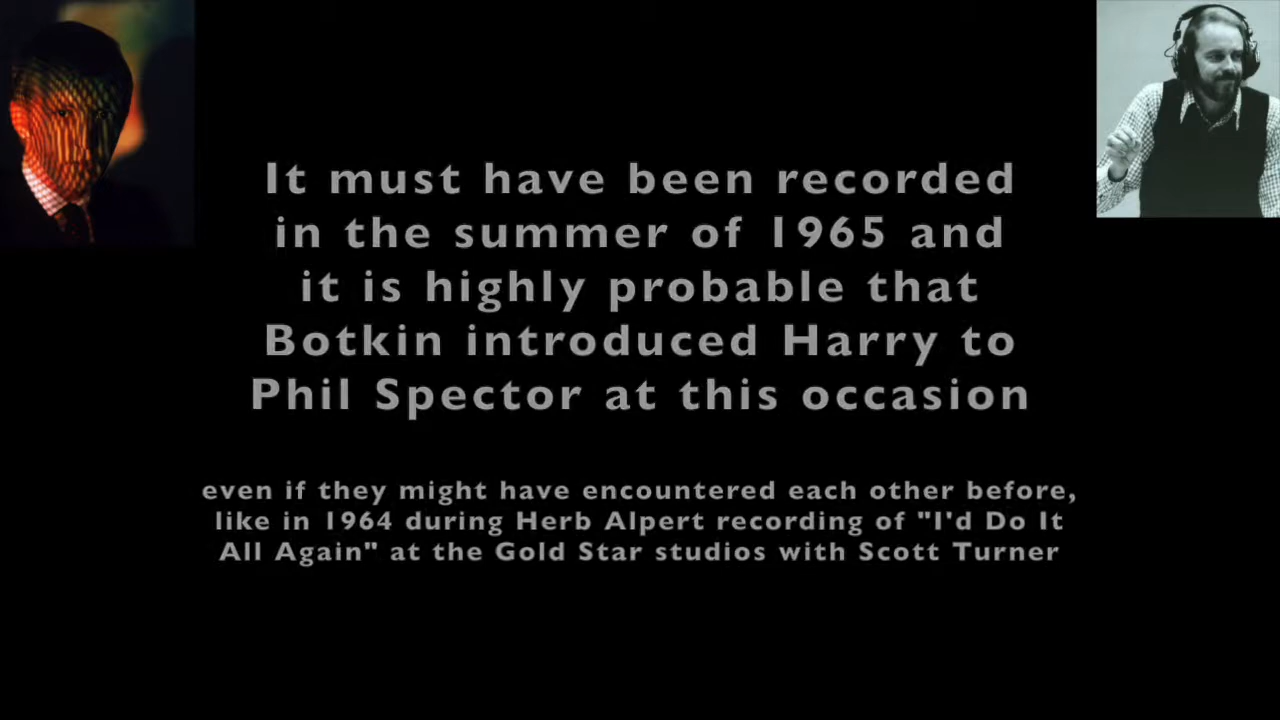 It must have been recorded
in the summer of 1965 and
it is highly probable that
Botkin introduced Harry to
Phil Spector at this occasion
even if they might have encountered each other before,
like in 1964 during Herb Alpert recording of "I'd Do It
All Again" at the Gold Star studios with Scott Turner